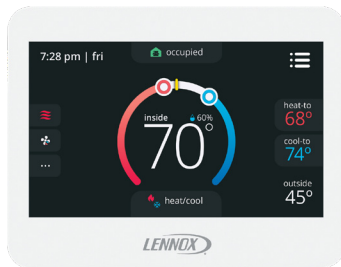 7:28 pm | fri
occupied
inside
60%
70°
heat-to
68°
cool-to
74°
outside
45°
heat/cool
LENNOX